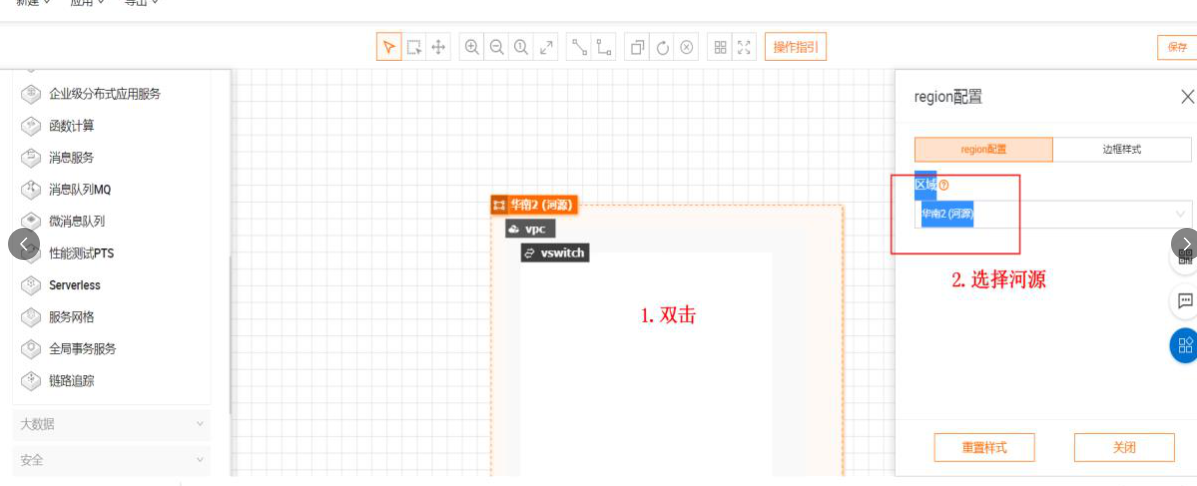 新建 应用 导出
操作指引
保存
企业级分布式应用服务
函数计算
消息服务
消息队列MQ
微消息队列
性能测试PTS
Serverless
服务网格
全局事务服务
链路追踪
大数据
安全
华南2 (河源)
vpc
vswitch
1. 双击
region配置
region配置 边框样式
区域
华南2 (河源)
2. 选择河源
重置样式 关闭